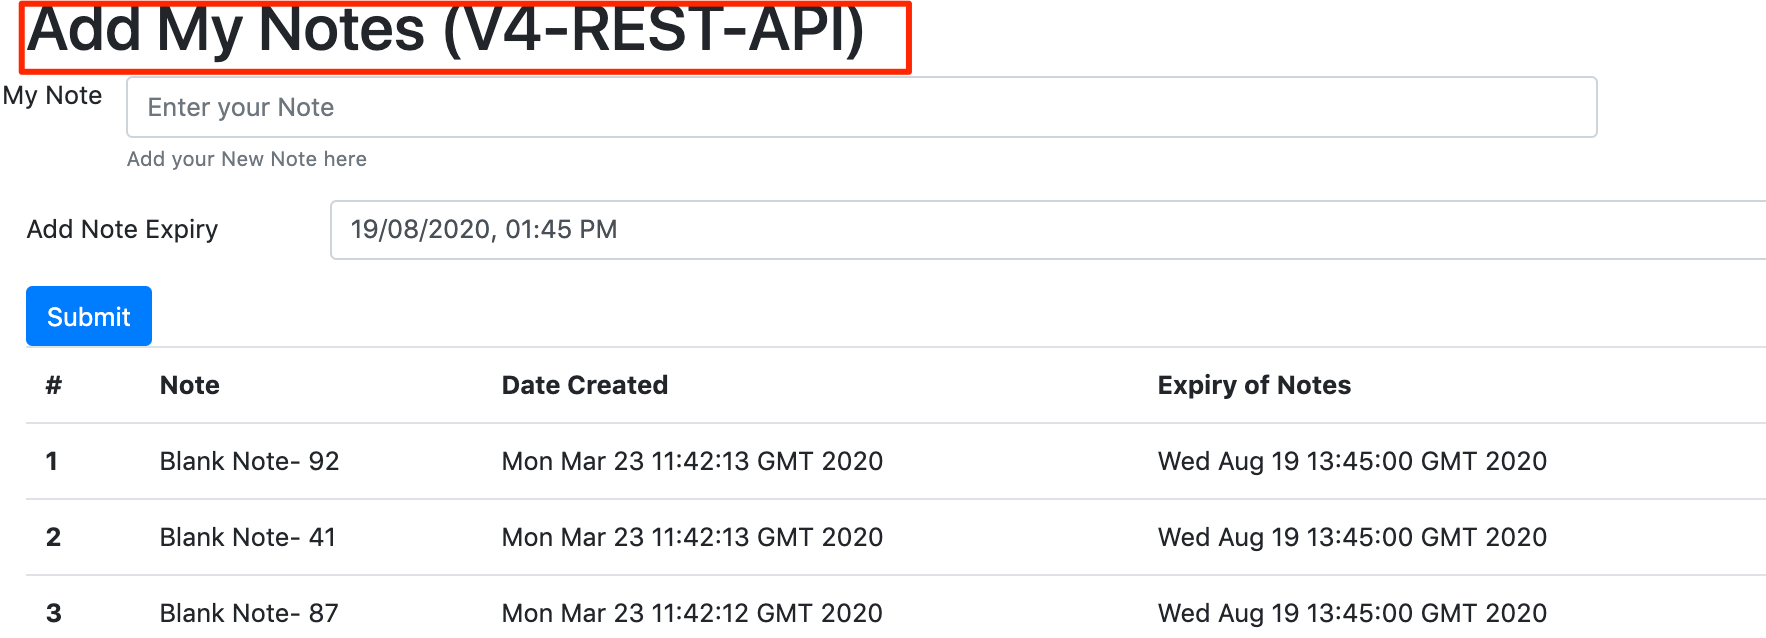 Add My Notes (V4-REST-API)
My Note
Enter your Note
Add your New Note here
Add Note Expiry
19/08/2020, 01:45 PM
Submit
# Note Date Created Expiry of Notes
1 Blank Note- 92 Mon Mar 23 11:42:13 GMT 2020 Wed Aug 19 13:45:00 GMT 2020
2 Blank Note- 41 Mon Mar 23 11:42:13 GMT 2020 Wed Aug 19 13:45:00 GMT 2020
3 Blank Note- 87 Mon Mar 23 11:42:12 GMT 2020 Wed Aug 19 13:45:00 GMT 2020